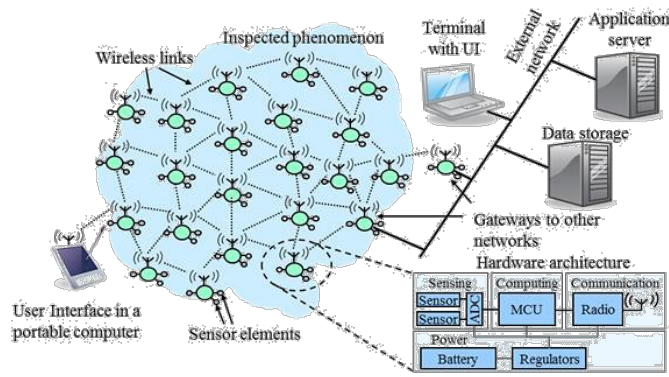 Inspected phenomenon
Wireless links
Terminal
with UI
External
network
Application
server
Data storage
Gateways to other
networks
User Interface in a
portable computer
Sensor elements
Hardware architecture
Sensing
Computing
Communication
Sensor
Sensor
ADC
MCU
Radio
Power
Battery
Regulators